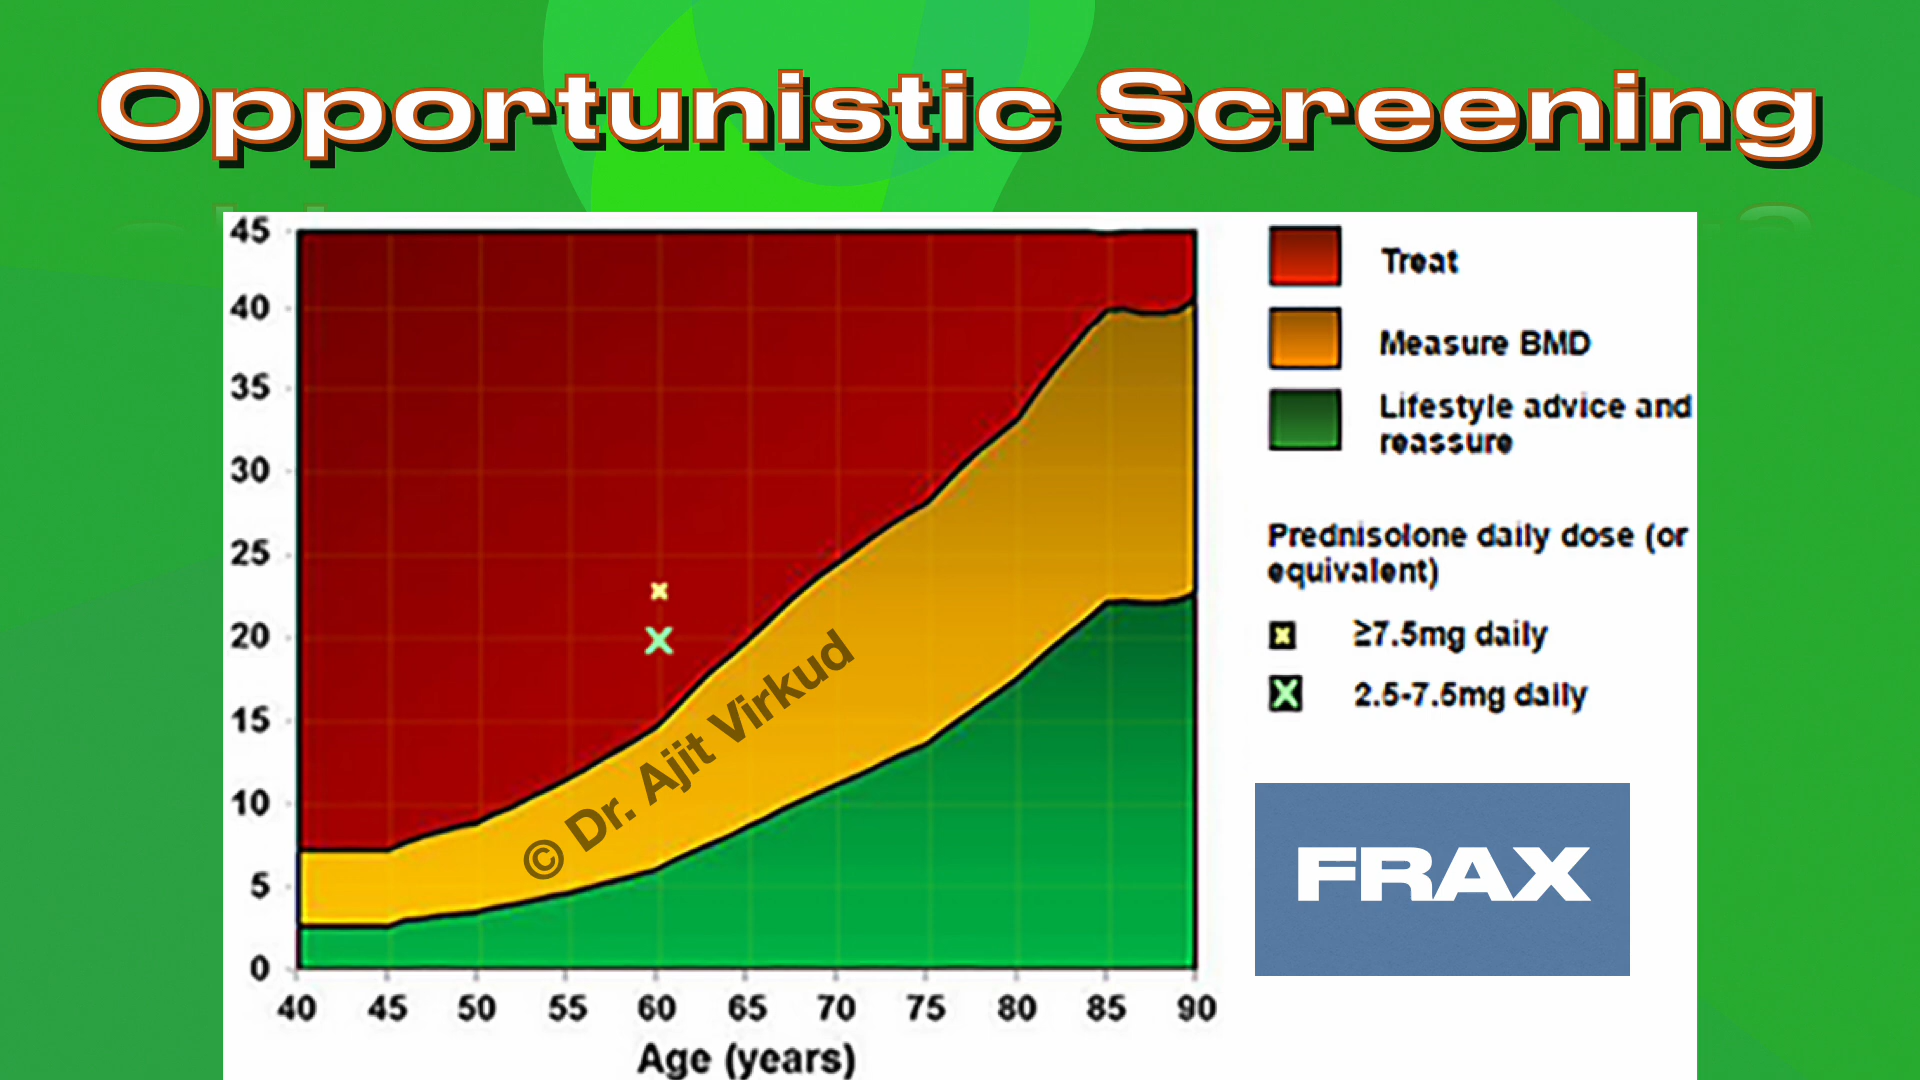 Opportunistic Screening
45
40
35
30
25
20
15
10
5
0
40 45 50 55 60 65 70 75 80 85 90
Age (years)
© Dr. Ajit Virkud
Treat
Measure BMD
Lifestyle advice and
reassure
Prednisolone daily dose (or
equivalent)
≥7.5mg daily
2.5-7.5mg daily
FRAX